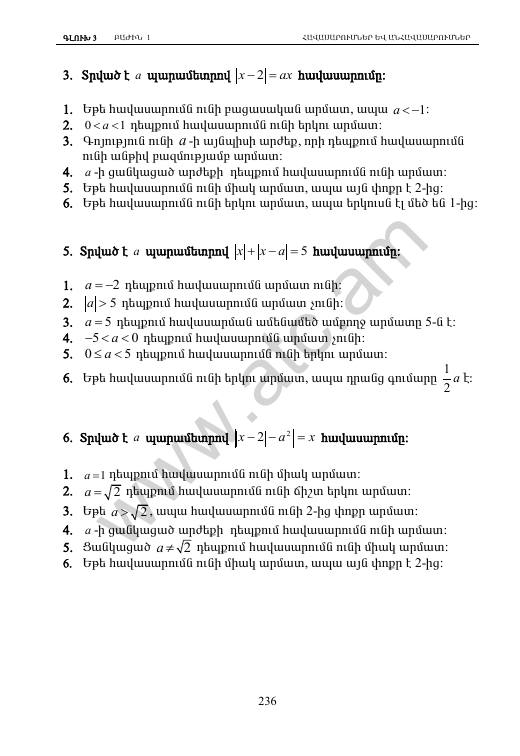 ԳԼՈՒԽ 3 ԲԱԺԻՆ 1 ՀԱՎԱՍԱՐՈՒՄՆԵՐ ԵՎ ԱՆՀԱՎԱՍԱՐՈՒՄՆԵՐ
3. Տրված է a պարամետրով |x − 2| = ax հավասարումը:
1. Եթե հավասարումն ունի բացասական արմատ, ապա a < −1:
2. 0 < a < 1 դեպքում հավասարումն ունի երկու արմատ:
3. Գոյություն ունի a -ի այնպիսի արժեք, որի դեպքում հավասարումն
ունի անթիվ բազմությամբ արմատ:
4. a -ի ցանկացած արժեքի դեպքում հավասարումն ունի արմատ:
5. Եթե հավասարումն ունի միակ արմատ, ապա այն փոքր է 2-ից:
6. Եթե հավասարումն ունի երկու արմատ, ապա երկուսն էլ մեծ են 1-ից:
5. Տրված է a պարամետրով |x| + |x − a| = 5 հավասարումը:
1. a = −2 դեպքում հավասարումն արմատ ունի:
2. |a| > 5 դեպքում հավասարումն արմատ չունի:
3. a = 5 դեպքում հավասարման ամենամեծ ամբողջ արմատը 5-ն է:
4. −5 < a < 0 դեպքում հավասարումն արմատ չունի:
5. 0 ≤ a < 5 դեպքում հավասարումն ունի երկու արմատ:
6. Եթե հավասարումն ունի երկու արմատ, ապա դրանց գումարը 1/2 a է:
6. Տրված է a պարամետրով |x − 2| − a² = x հավասարումը:
1. a = 1 դեպքում հավասարումն ունի միակ արմատ:
2. a = √2 դեպքում հավասարումն ունի ճիշտ երկու արմատ:
3. Եթե a > √2, ապա հավասարումն ունի 2-ից փոքր արմատ:
4. a -ի ցանկացած արժեքի դեպքում հավասարումն ունի արմատ:
5. Ցանկացած a ≠ √2 դեպքում հավասարումն ունի միակ արմատ:
6. Եթե հավասարումն ունի միակ արմատ, ապա այն փոքր է 2-ից:
www.atc.am
236